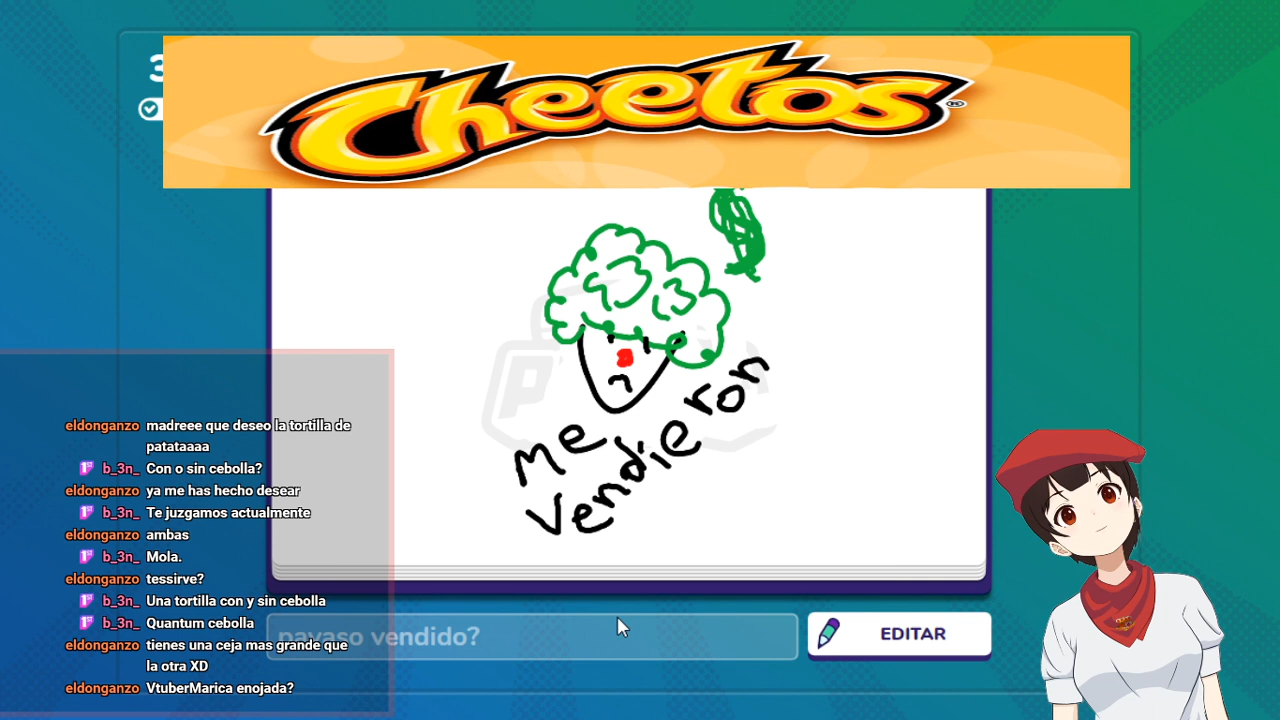 3
Cheetos
me
vendieron
eldonganzo madreee que deseo la tortilla de
patataaaa
b_3n_ Con o sin cebolla?
eldonganzo ya me has hecho desear
b_3n_ Te juzgamos actualmente
eldonganzo ambas
b_3n_ Mola.
eldonganzo tessirve?
b_3n_ Una tortilla con y sin cebolla
b_3n_ Quantum cebolla
eldonganzo tienes una ceja mas grande que
la otra XD
eldonganzo VtuberMarica enojada?
payaso vendido?
EDITAR